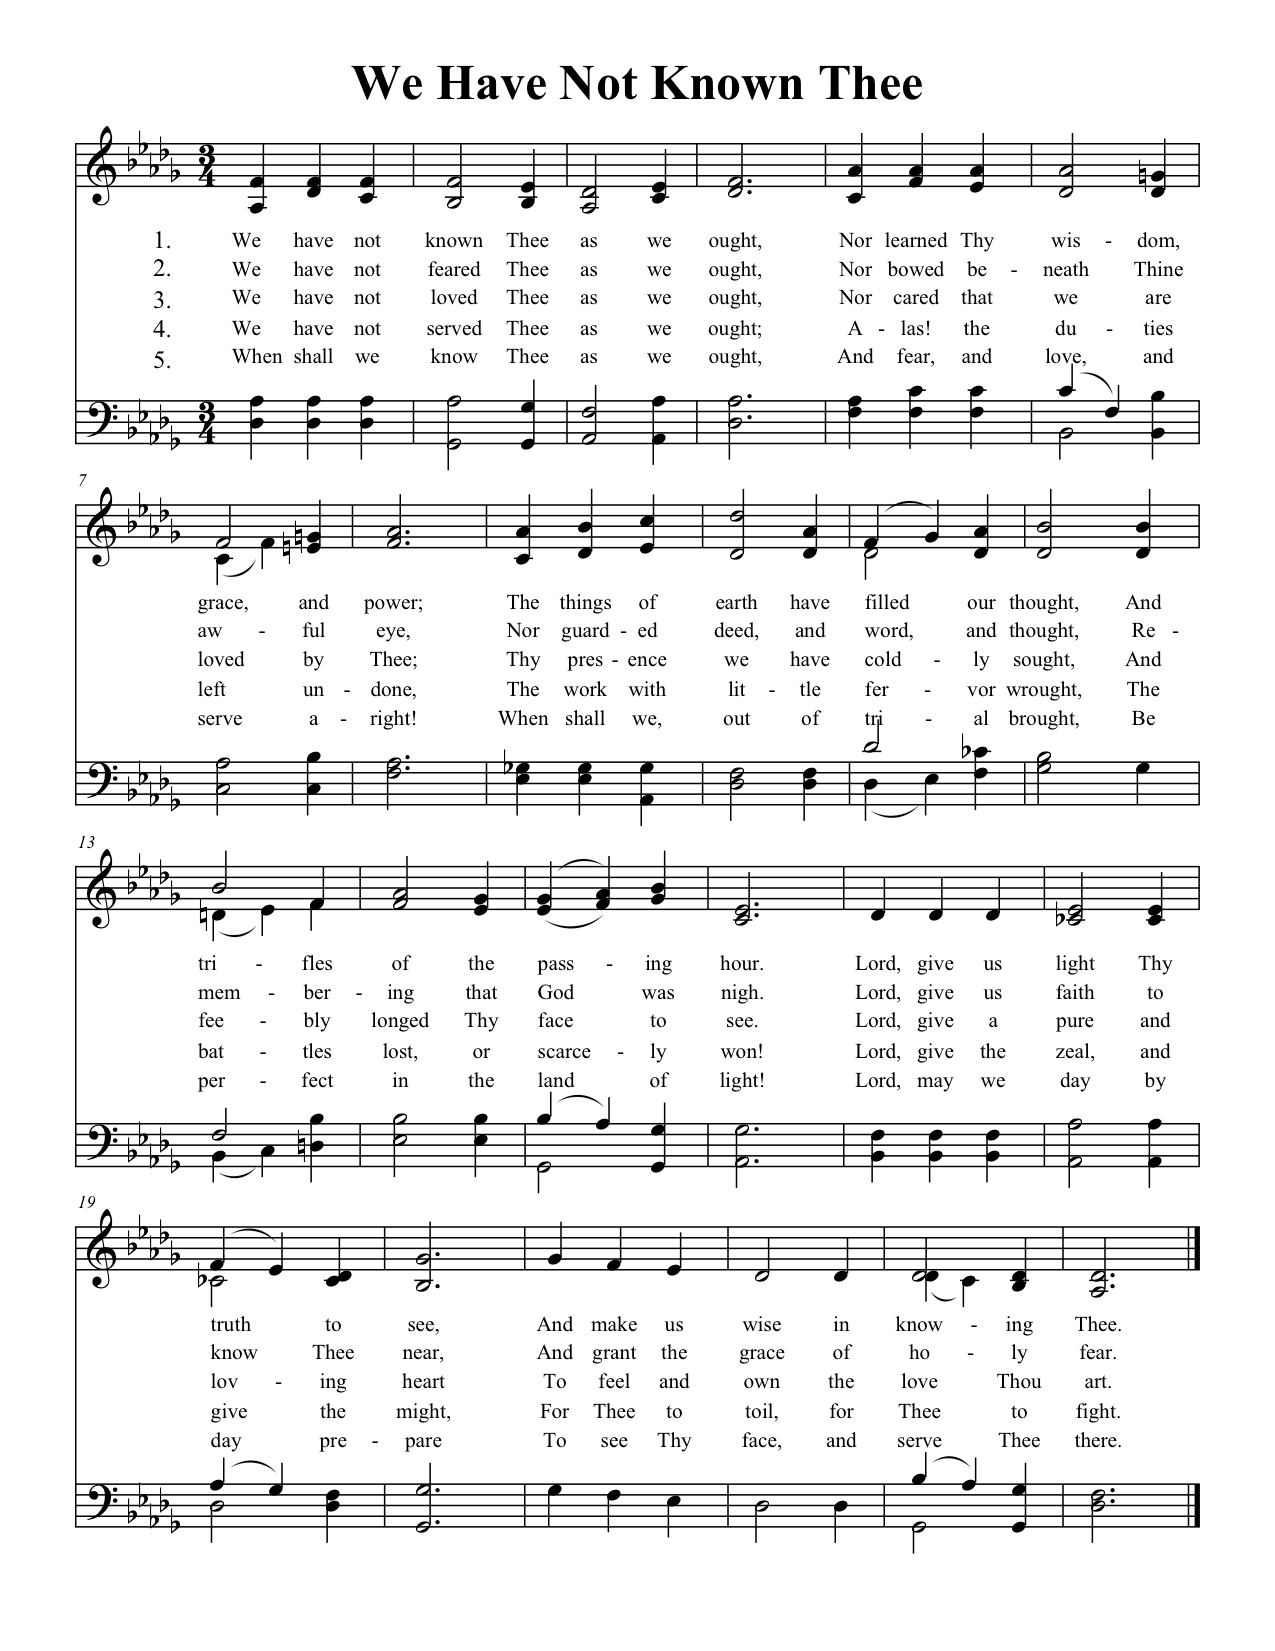 We Have Not Known Thee
3 4
1. We have not known Thee as we ought, Nor learned Thy wis - dom,
2. We have not feared Thee as we ought, Nor bowed be - neath Thine
3. We have not loved Thee as we ought, Nor cared that we are
4. We have not served Thee as we ought; A - las! the du - ties
5. When shall we know Thee as we ought, And fear, and love, and
3 4
7
grace, and power; The things of earth have filled our thought, And
aw - ful eye, Nor guard - ed deed, and word, and thought, Re -
loved by Thee; Thy pres - ence we have cold - ly sought, And
left un - done, The work with lit - tle fer - vor wrought, The
serve a - right! When shall we, out of tri - al brought, Be
13
tri - fles of the pass - ing hour. Lord, give us light Thy
mem - ber - ing that God was nigh. Lord, give us faith to
fee - bly longed Thy face to see. Lord, give a pure and
bat - tles lost, or scarce - ly won! Lord, give the zeal, and
per - fect in the land of light! Lord, may we day by
19
truth to see, And make us wise in know - ing Thee.
know Thee near, And grant the grace of ho - ly fear.
lov - ing heart To feel and own the love Thou art.
give the might, For Thee to toil, for Thee to fight.
day pre - pare To see Thy face, and serve Thee there.